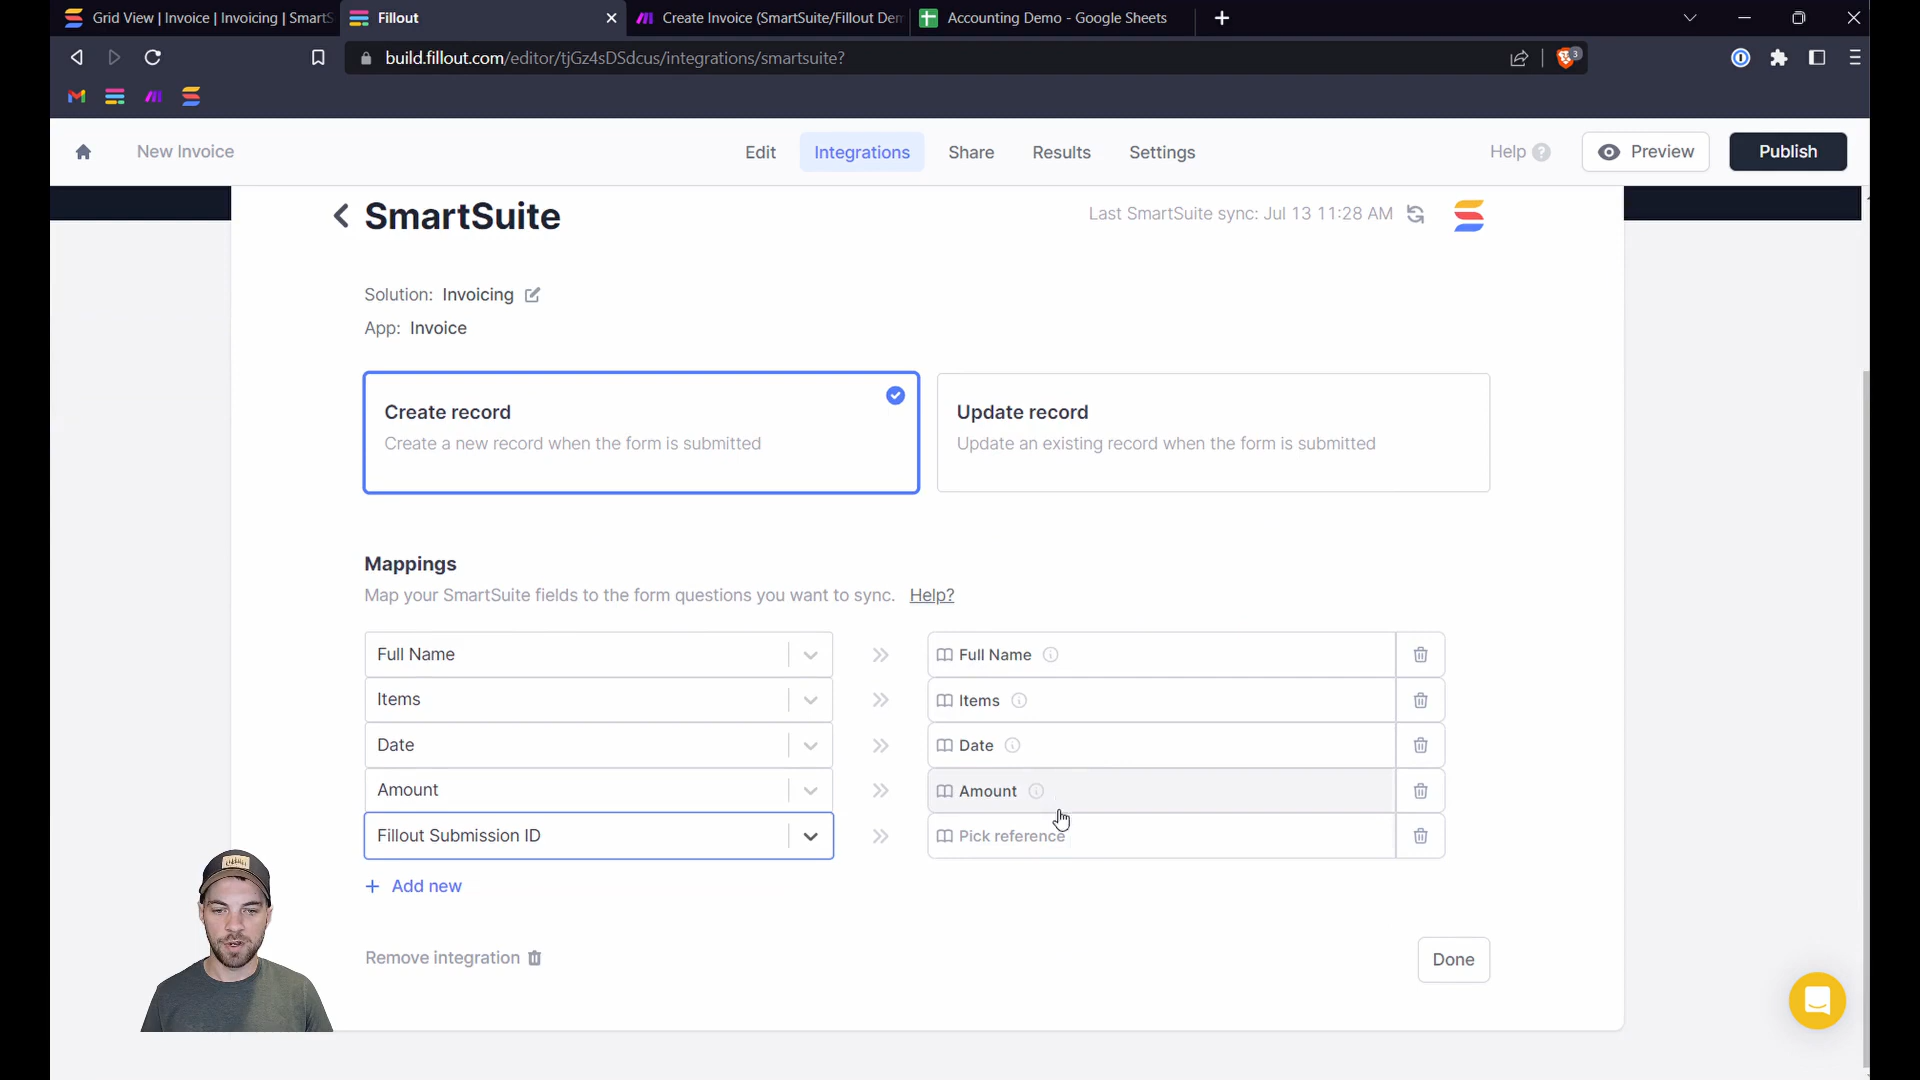 Grid View | Invoice | Invoicing | SmartS
Fillout
Create Invoice (SmartSuite/Fillout Dem
Accounting Demo - Google Sheets
build.fillout.com/editor/tjGz4sDSdcus/integrations/smartsuite?
3
New Invoice
Edit
Integrations
Share
Results
Settings
Help ?
Preview
Publish
SmartSuite
Last SmartSuite sync: Jul 13 11:28 AM
Solution: Invoicing
App: Invoice
Create record
Create a new record when the form is submitted
Update record
Update an existing record when the form is submitted
Mappings
Map your SmartSuite fields to the form questions you want to sync. Help?
Full Name
Full Name
Items
Items
Date
Date
Amount
Amount
Fillout Submission ID
Pick reference
+ Add new
Remove integration
Done